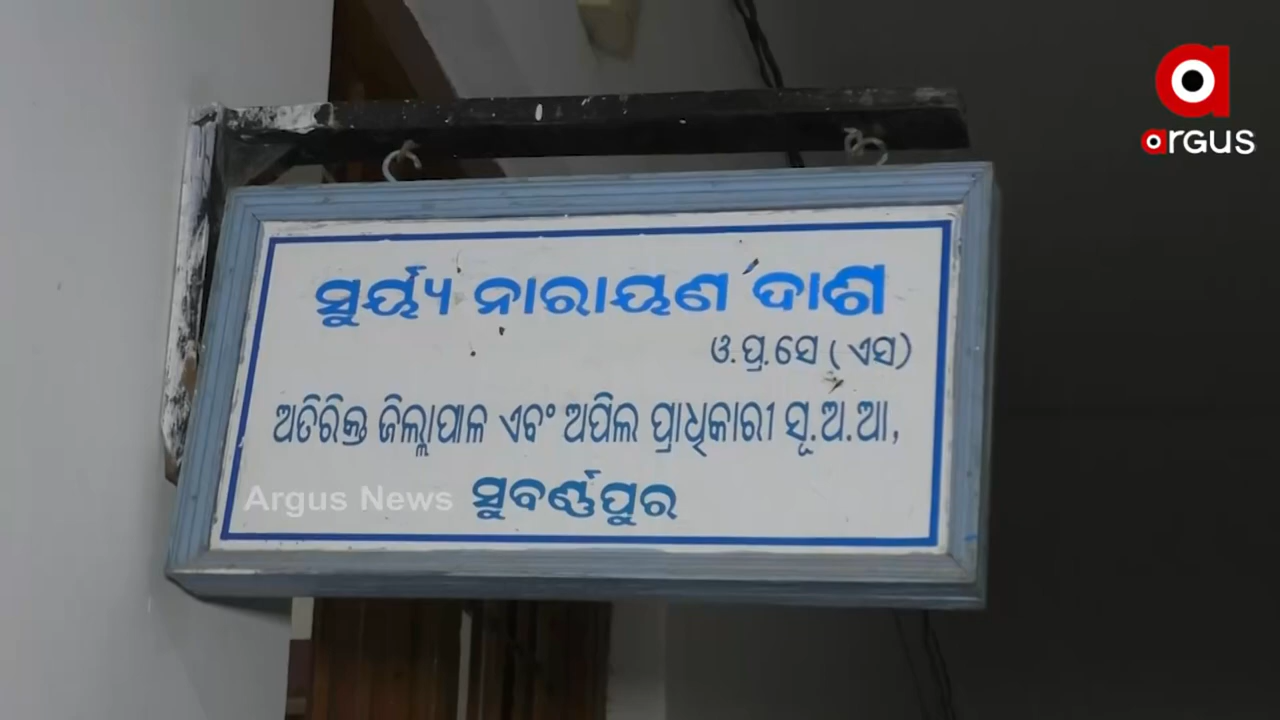 ସୁର୍ଯ୍ୟ ନାରାୟଣ ଦାଶ
ଓ.ପ୍ର.ସେ (ଏସ)
ଅତିରିକ୍ତ ଜିଲ୍ଲାପାଳ ଏବଂ ଅପିଲ ପ୍ରାଧିକାରୀ ସୂ.ଅ.ଆ,
ସୁବର୍ଣ୍ଣପୁର
Argus News
argus